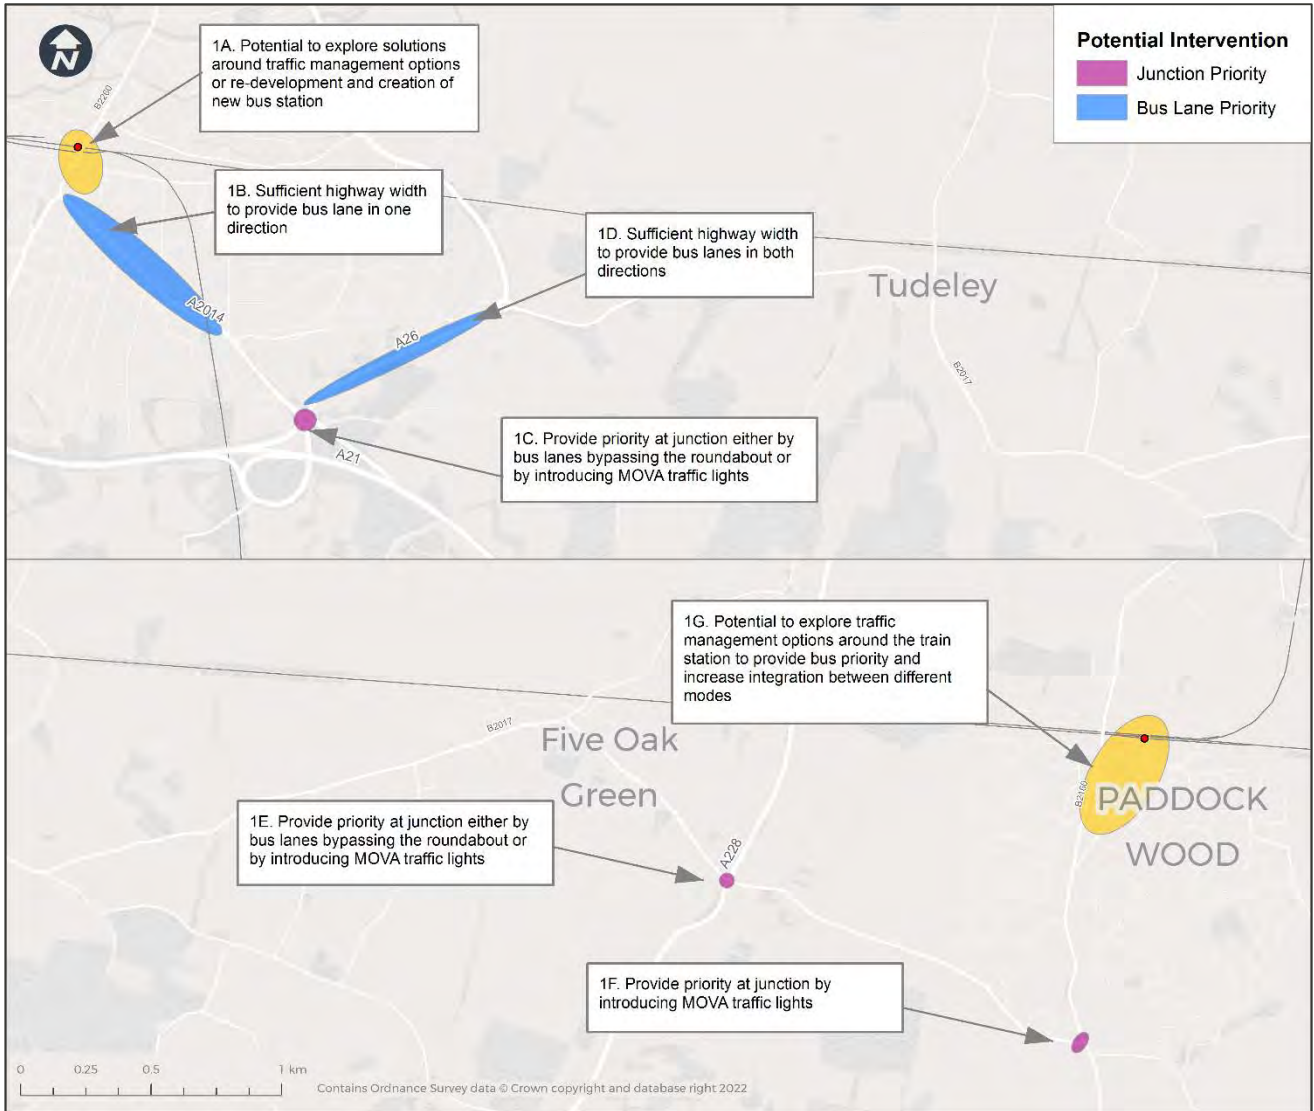 N
Potential Intervention
Junction Priority
Bus Lane Priority
1A. Potential to explore solutions
around traffic management options
or re-development and creation of
new bus station
B2260
1B. Sufficient highway width
to provide bus lane in one
direction
1D. Sufficient highway width
to provide bus lanes in both
directions
Tudeley
A2014
A26
B2017
1C. Provide priority at junction either by
bus lanes bypassing the roundabout or
by introducing MOVA traffic lights
A21
1G. Potential to explore traffic
management options around the train
station to provide bus priority and
increase integration between different
modes
B2017
Five Oak
Green
B2160
PADDOCK
WOOD
1E. Provide priority at junction either by
bus lanes bypassing the roundabout or
by introducing MOVA traffic lights
A228
1F. Provide priority at junction by
introducing MOVA traffic lights
0 0.25 0.5 1 km
Contains Ordnance Survey data © Crown copyright and database right 2022